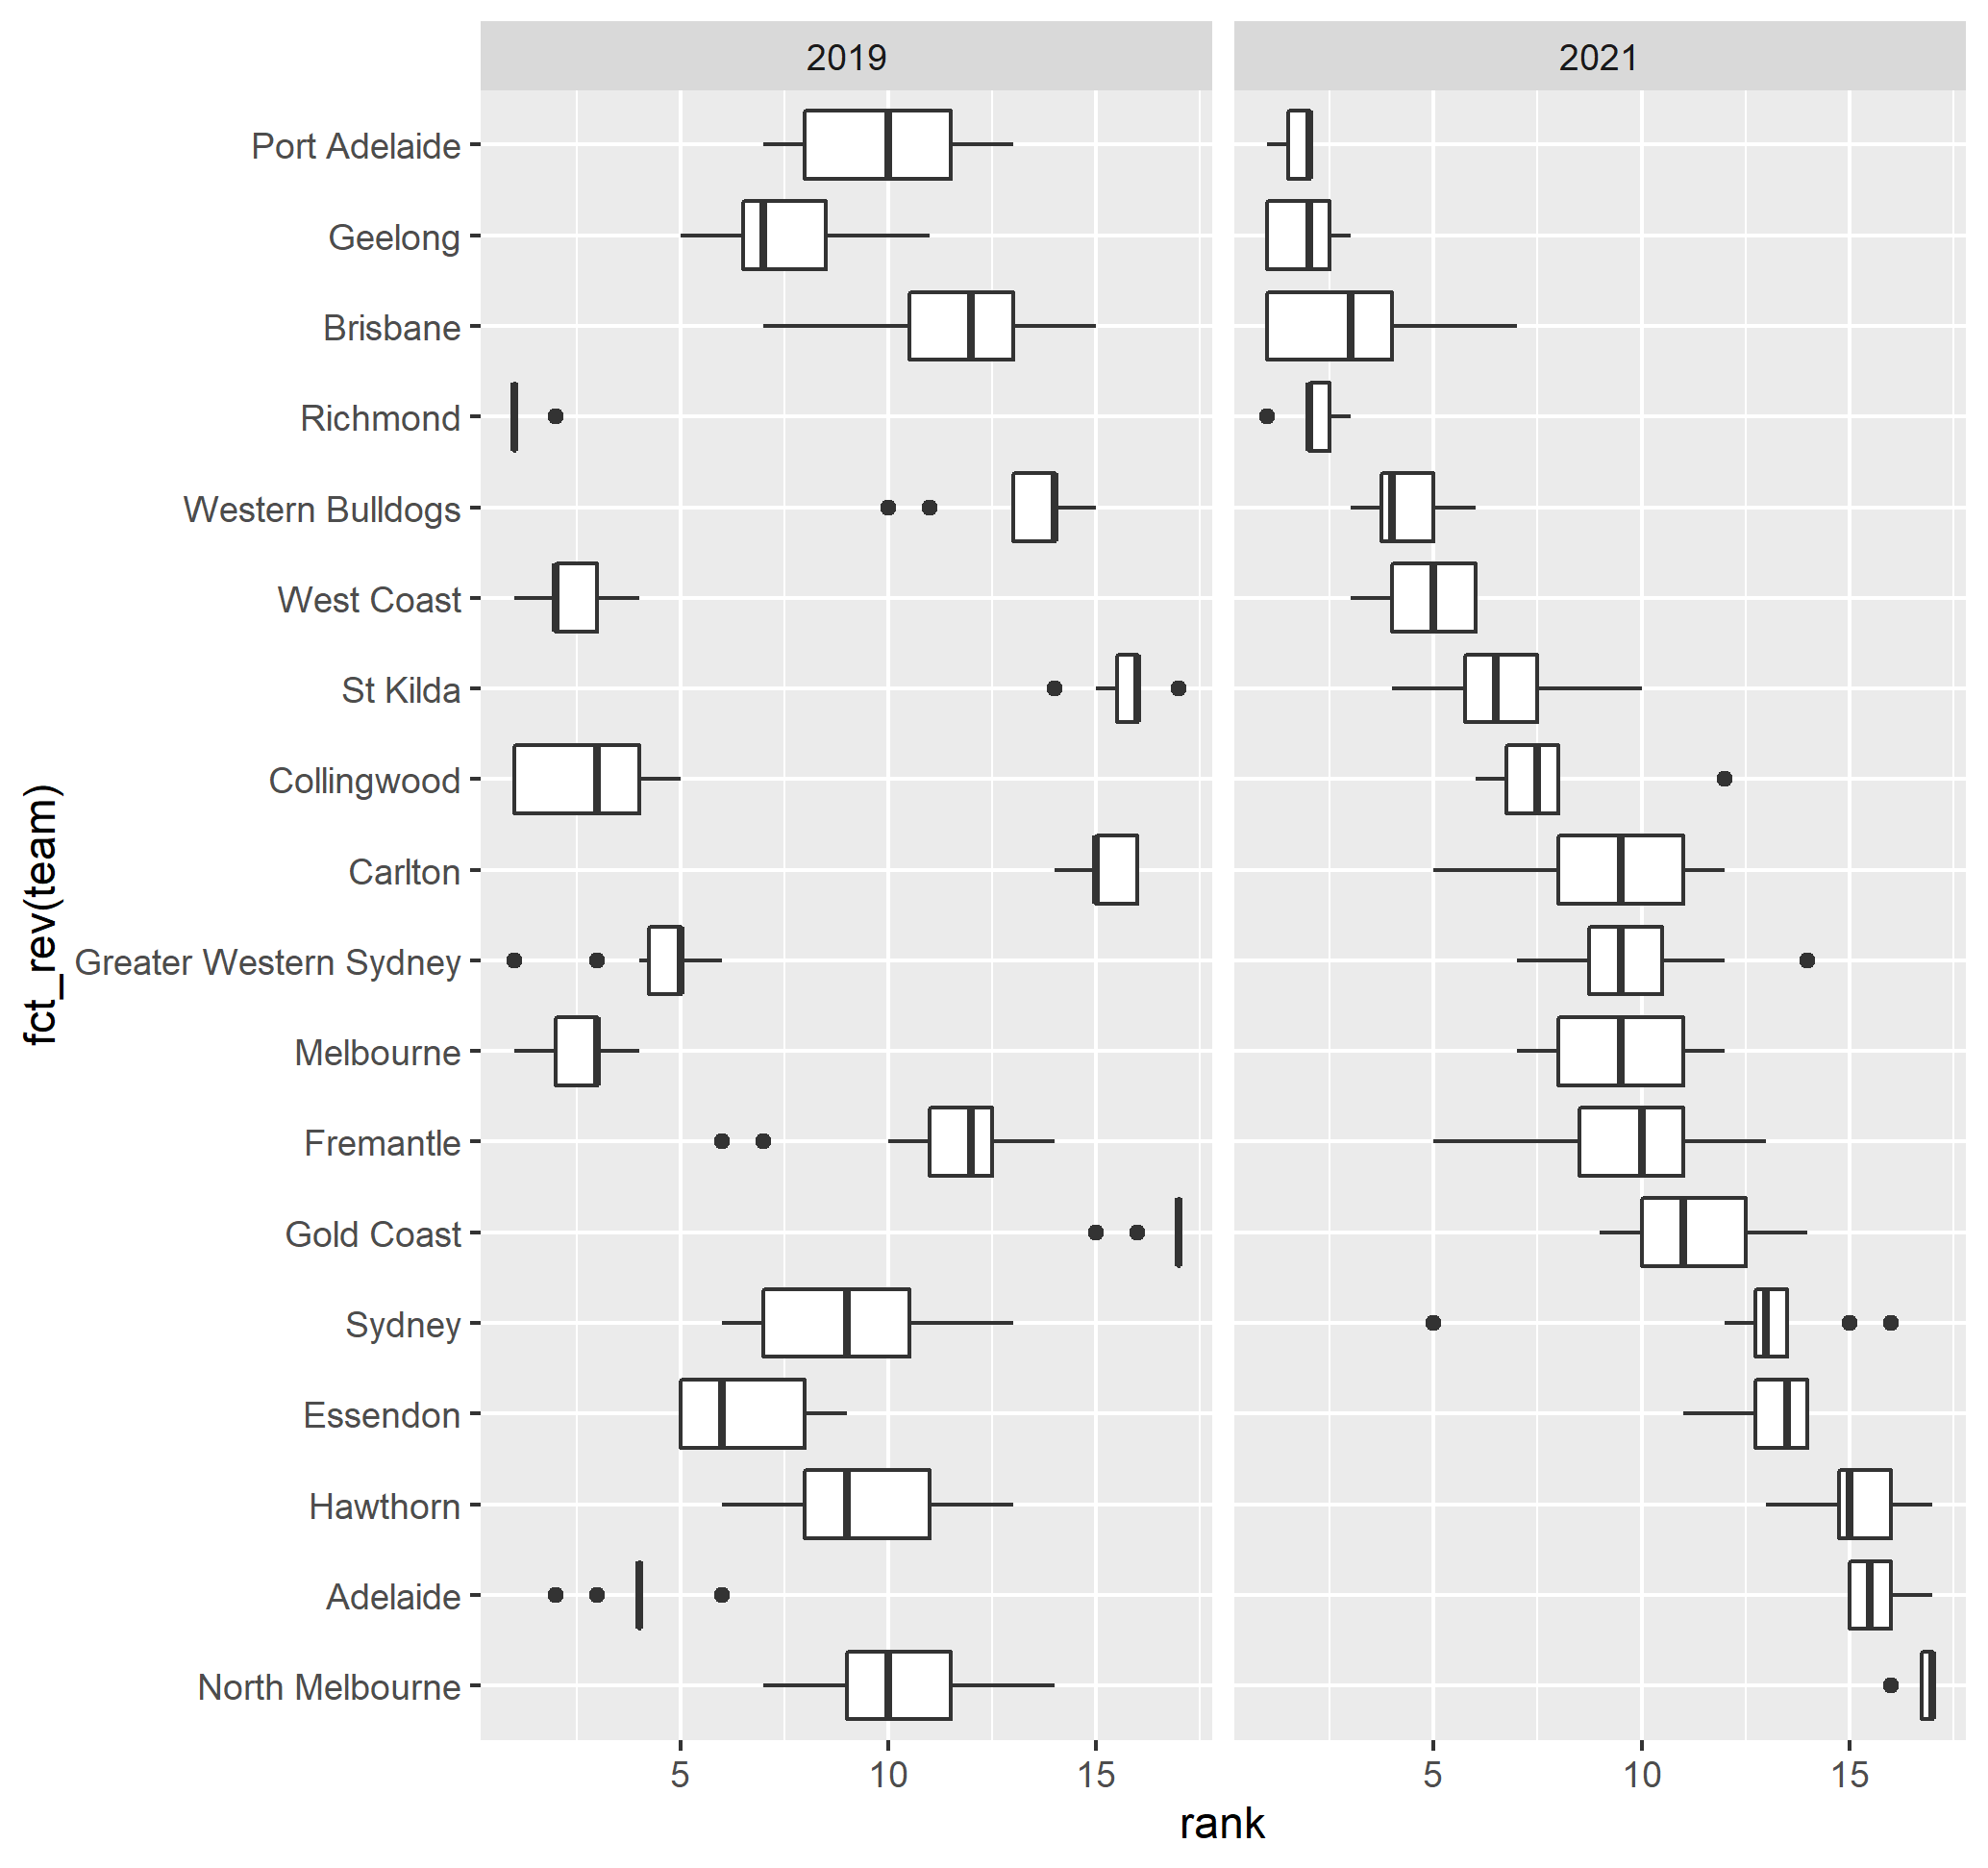 2019
2021
Port Adelaide
Geelong
Brisbane
Richmond
Western Bulldogs
West Coast
St Kilda
Collingwood
Carlton
Greater Western Sydney
Melbourne
Fremantle
Gold Coast
Sydney
Essendon
Hawthorn
Adelaide
North Melbourne
fct_rev(team)
5 10 15
5 10 15
rank